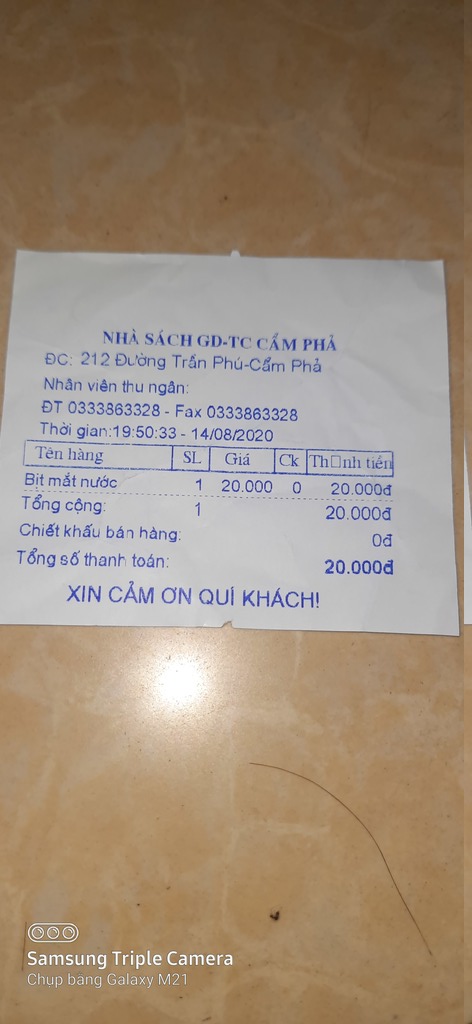 NHÀ SÁCH GD-TC CẨM PHẢ
ĐC: 212 Đường Trần Phú-Cẩm Phả
Nhân viên thu ngân:
ĐT 0333863328 - Fax 0333863328
Thời gian:19:50:33 - 14/08/2020
Tên hàng SL Giá Ck Th□nh tiền
Bịt mắt nước 1 20.000 0 20.000đ
Tổng cộng: 1 20.000đ
Chiết khấu bán hàng: 0đ
Tổng số thanh toán: 20.000đ
XIN CẢM ƠN QUÍ KHÁCH!
Samsung Triple Camera
Chụp bằng Galaxy M21